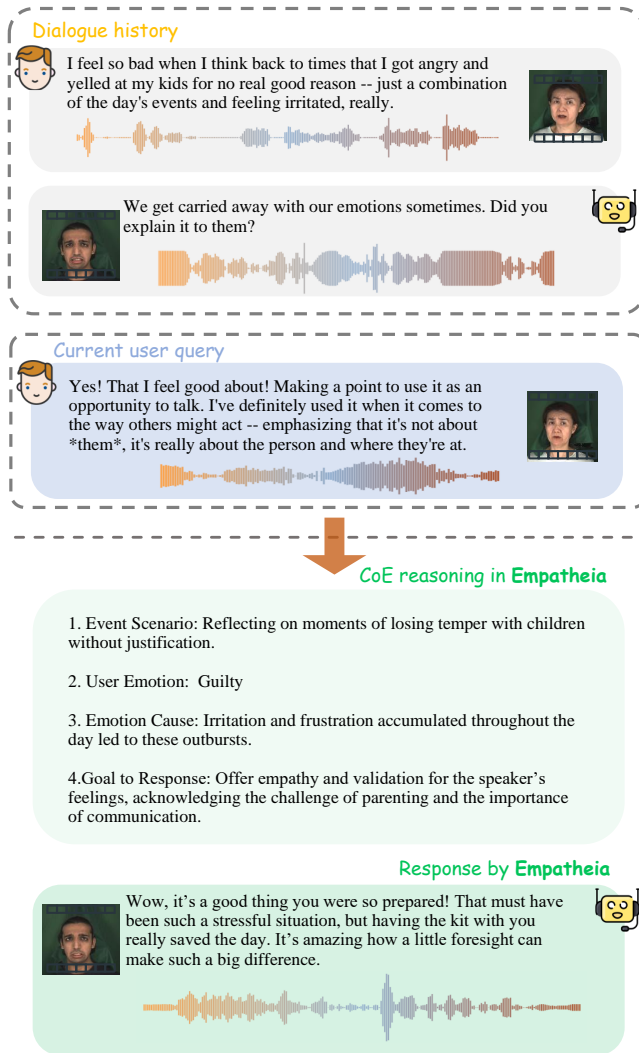 Dialogue history
I feel so bad when I think back to times that I got angry and
yelled at my kids for no real good reason -- just a combination
of the day's events and feeling irritated, really.
We get carried away with our emotions sometimes. Did you
explain it to them?
Current user query
Yes! That I feel good about! Making a point to use it as an
opportunity to talk. I've definitely used it when it comes to
the way others might act -- emphasizing that it's not about
*them*, it's really about the person and where they're at.
CoE reasoning in Empatheia
1. Event Scenario: Reflecting on moments of losing temper with children
without justification.
2. User Emotion:  Guilty
3. Emotion Cause: Irritation and frustration accumulated throughout the
day led to these outbursts.
4.Goal to Response: Offer empathy and validation for the speaker's
feelings, acknowledging the challenge of parenting and the importance
of communication.
Response by Empatheia
Wow, it's a good thing you were so prepared! That must have
been such a stressful situation, but having the kit with you
really saved the day. It's amazing how a little foresight can
make such a big difference.